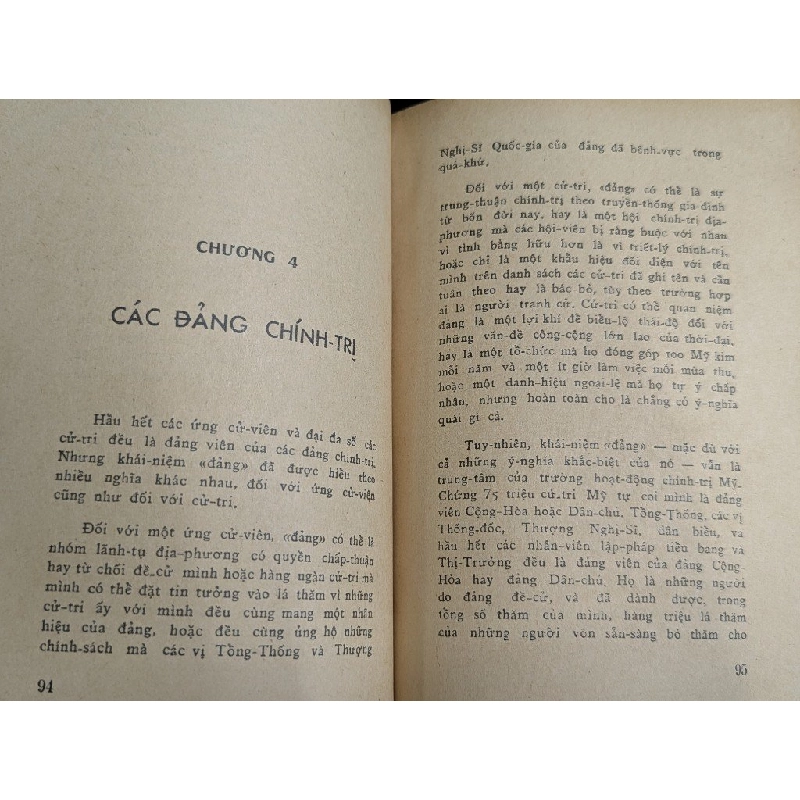 CHƯƠNG 4
CÁC ĐẢNG CHÍNH-TRỊ
Hầu hết các ứng cử-viên và đại đa số các
cử-tri đều là đảng viên của các đảng chính-trị.
Nhưng khái-niệm «đảng» đã được hiểu theo
nhiều nghĩa khác nhau, đối với ứng cử-viên
cũng như đối với cử-tri.
Đối với một ứng cử-viên, «đảng» có thể là
nhóm lãnh-tụ địa-phương có quyền chấp-thuận
hay từ chối đề-cử mình hoặc hàng ngàn cử-tri mà
mình có thể đặt tin tưởng vào lá thăm vì những
cử-tri ấy với mình đều cùng mang một nhãn
hiệu của đảng, hoặc đều cùng ủng hộ những
chính-sách mà các vị Tổng-Thống và Thượng
94
Nghị-Sĩ Quốc-gia của đảng đã bênh-vực trong
quá-khứ.
Đối với một cử-tri, «đảng» có thể là sự
trung-thuận chính-trị theo truyền-thống gia-đình
từ bốn đời nay, hay là một hội chính-trị địa-
phương mà các hội-viên bị ràng buộc với nhau
vì tình bằng hữu hơn là vì triết-lý chính-trị,
hoặc chỉ là một khẩu hiệu đối diện với tên
mình trên danh sách các cử-tri đã ghi tên và cần
tuân theo hay là bác bỏ, tùy theo trường hợp
ai là người tranh cử. Cử-tri có thể quan niệm
đảng là một lợi khí để biểu-lộ thái-độ đối với
những vấn-đề công-cộng lớn lao của thời-đại,
hay là một tổ-chức mà họ đóng góp 100 Mỹ kim
mỗi năm và một ít giờ làm việc mỗi mùa thu,
hoặc một danh-hiệu ngoại-lệ mà họ tự ý chấp
nhận, nhưng hoàn toàn cho là chẳng có ý-nghĩa
quái gì cả.
Tuy-nhiên, khái-niệm «đảng» — mặc dù với
cả những ý-nghĩa khác-biệt của nó — vẫn là
trung-tâm của trường hoạt-động chính-trị Mỹ.
Chừng 75 triệu cử-tri Mỹ tự coi mình là đảng
viên Cộng-Hòa hoặc Dân-chủ. Tổng-Thống, các vị
Thống-đốc, Thượng Nghị-Sĩ, dân biểu, và
hầu hết các nhân-viên lập-pháp tiểu bang và
Thị-Trưởng đều là đảng viên của đảng Cộng-
Hòa hay đảng Dân-chủ. Họ là những người
do đảng đề-cử, và đã dành được, trong
tổng số thăm của mình, hàng triệu lá thăm
của những người vốn sẵn-sàng bỏ thăm cho
95